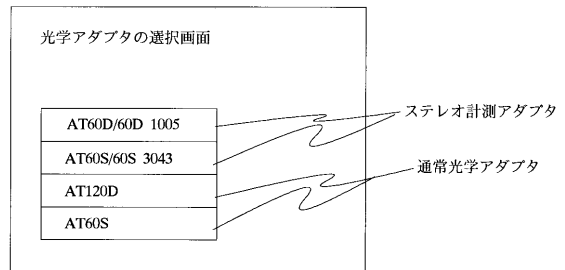 光学アダプタの選択画面
AT60D/60D 1005
AT60S/60S 3043
AT120D
AT60S
ステレオ計測アダプタ
通常光学アダプタ